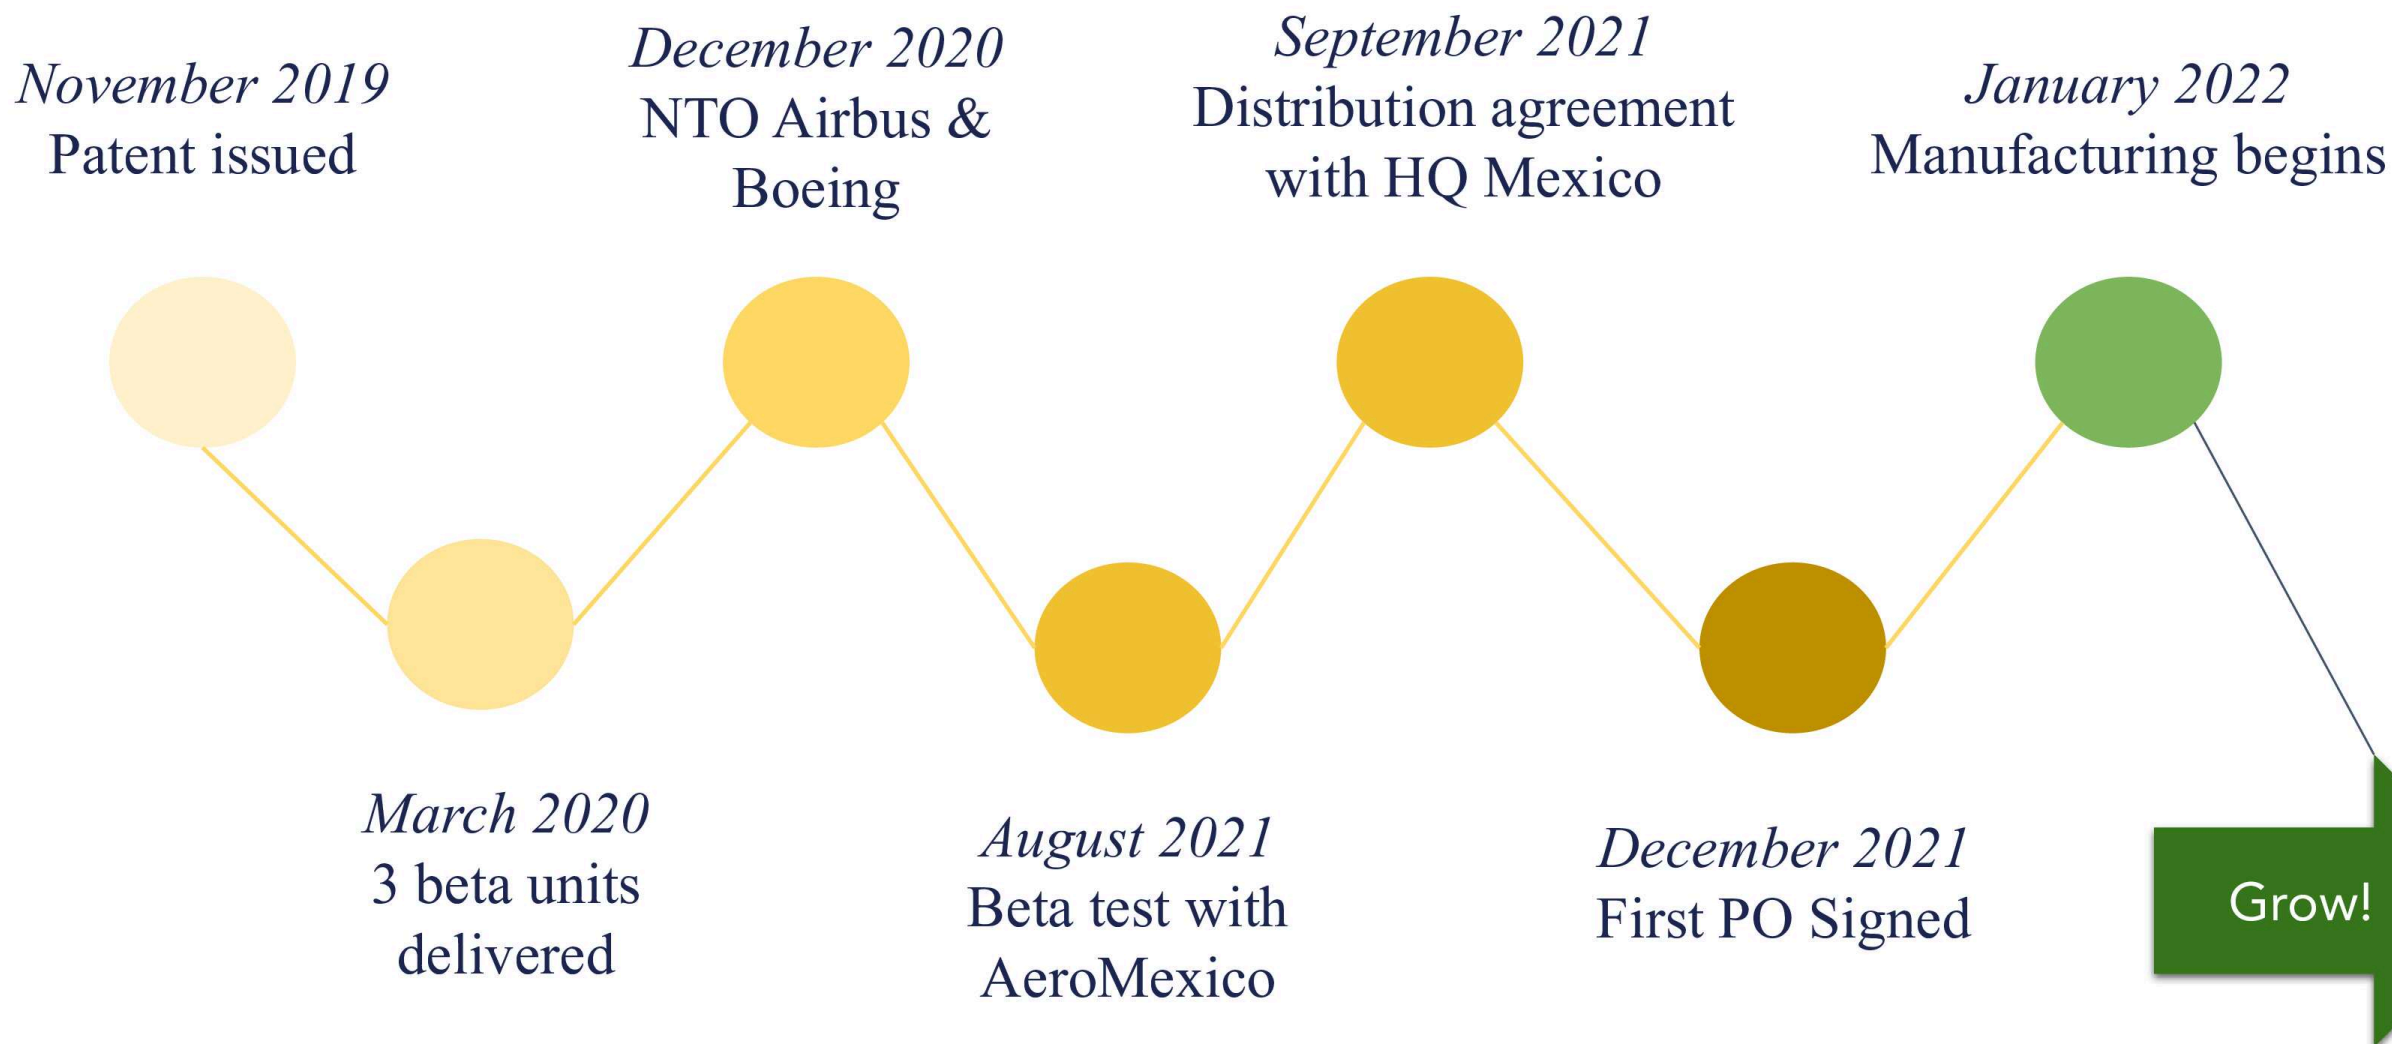 November 2019
Patent issued
March 2020
3 beta units
delivered
December 2020
NTO Airbus &
Boeing
August 2021
Beta test with
AeroMexico
September 2021
Distribution agreement
with HQ Mexico
December 2021
First PO Signed
January 2022
Manufacturing begins
Grow!